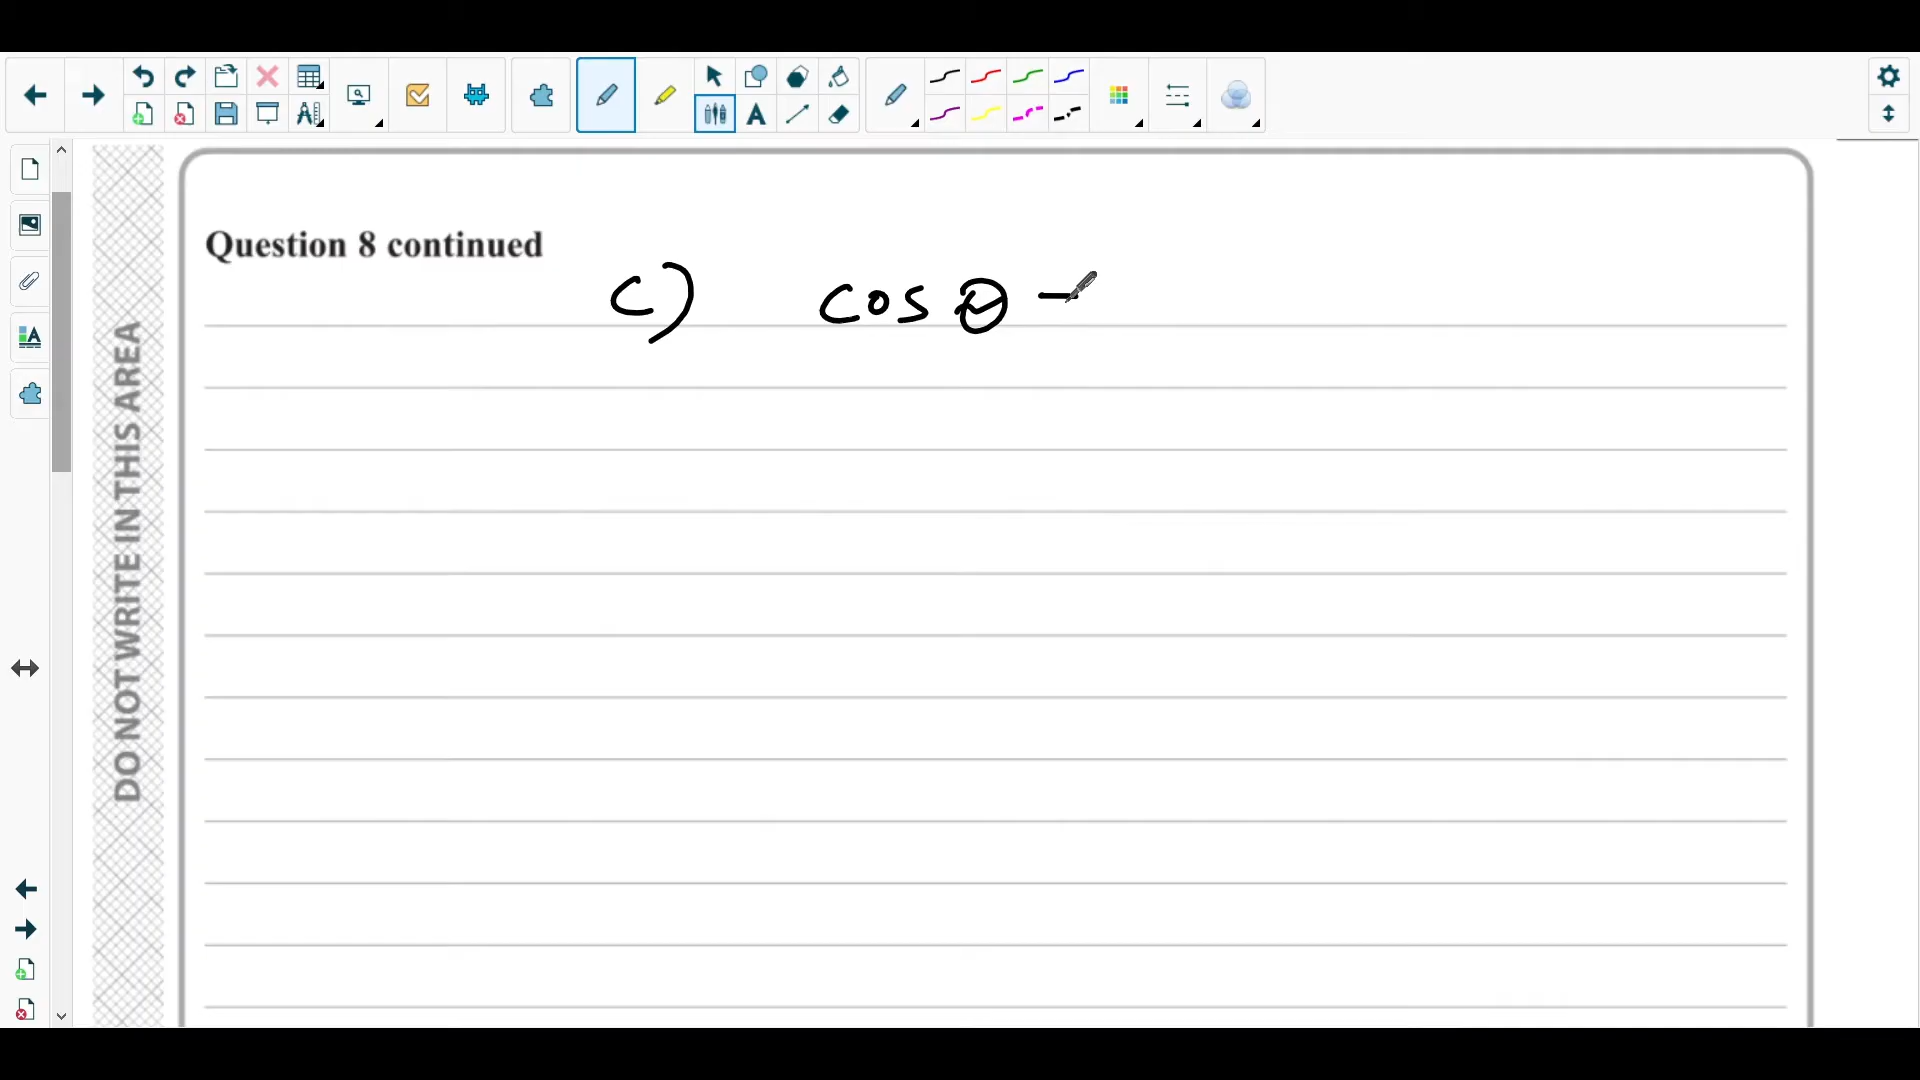 Question 8 continued
c) cos θ -
DO NOT WRITE IN THIS AREA